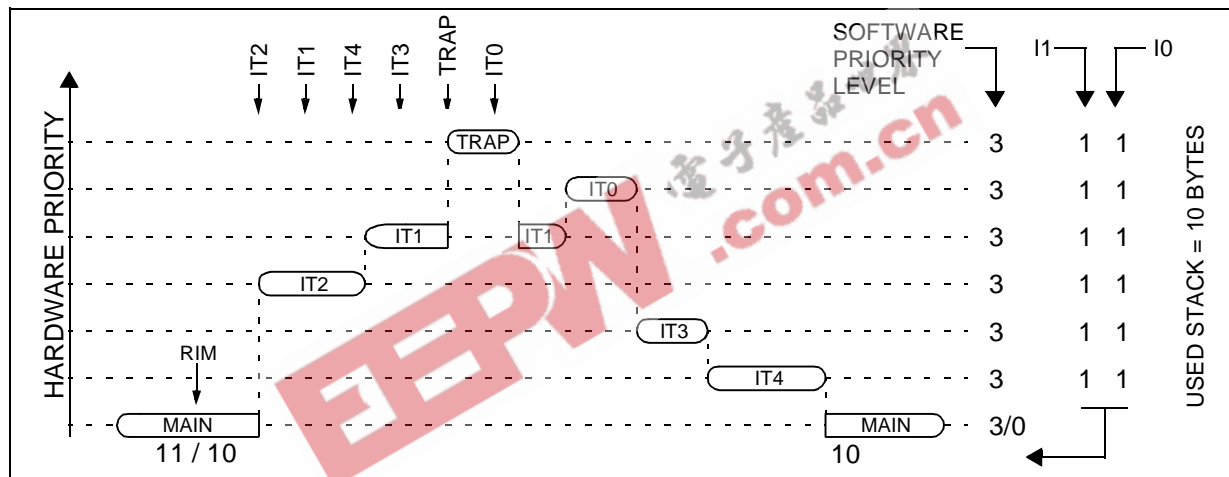 IT2
IT1
IT4
IT3
TRAP
IT0
SOFTWARE
PRIORITY
LEVEL
I1
I0
HARDWARE PRIORITY
USED STACK = 10 BYTES
TRAP
3
1 1
IT0
3
1 1
IT1
IT1
3
1 1
IT2
3
1 1
IT3
3
1 1
RIM
IT4
3
1 1
MAIN
MAIN
3/0
11 / 10
10
EEPW
.com.cn
電子產品世界